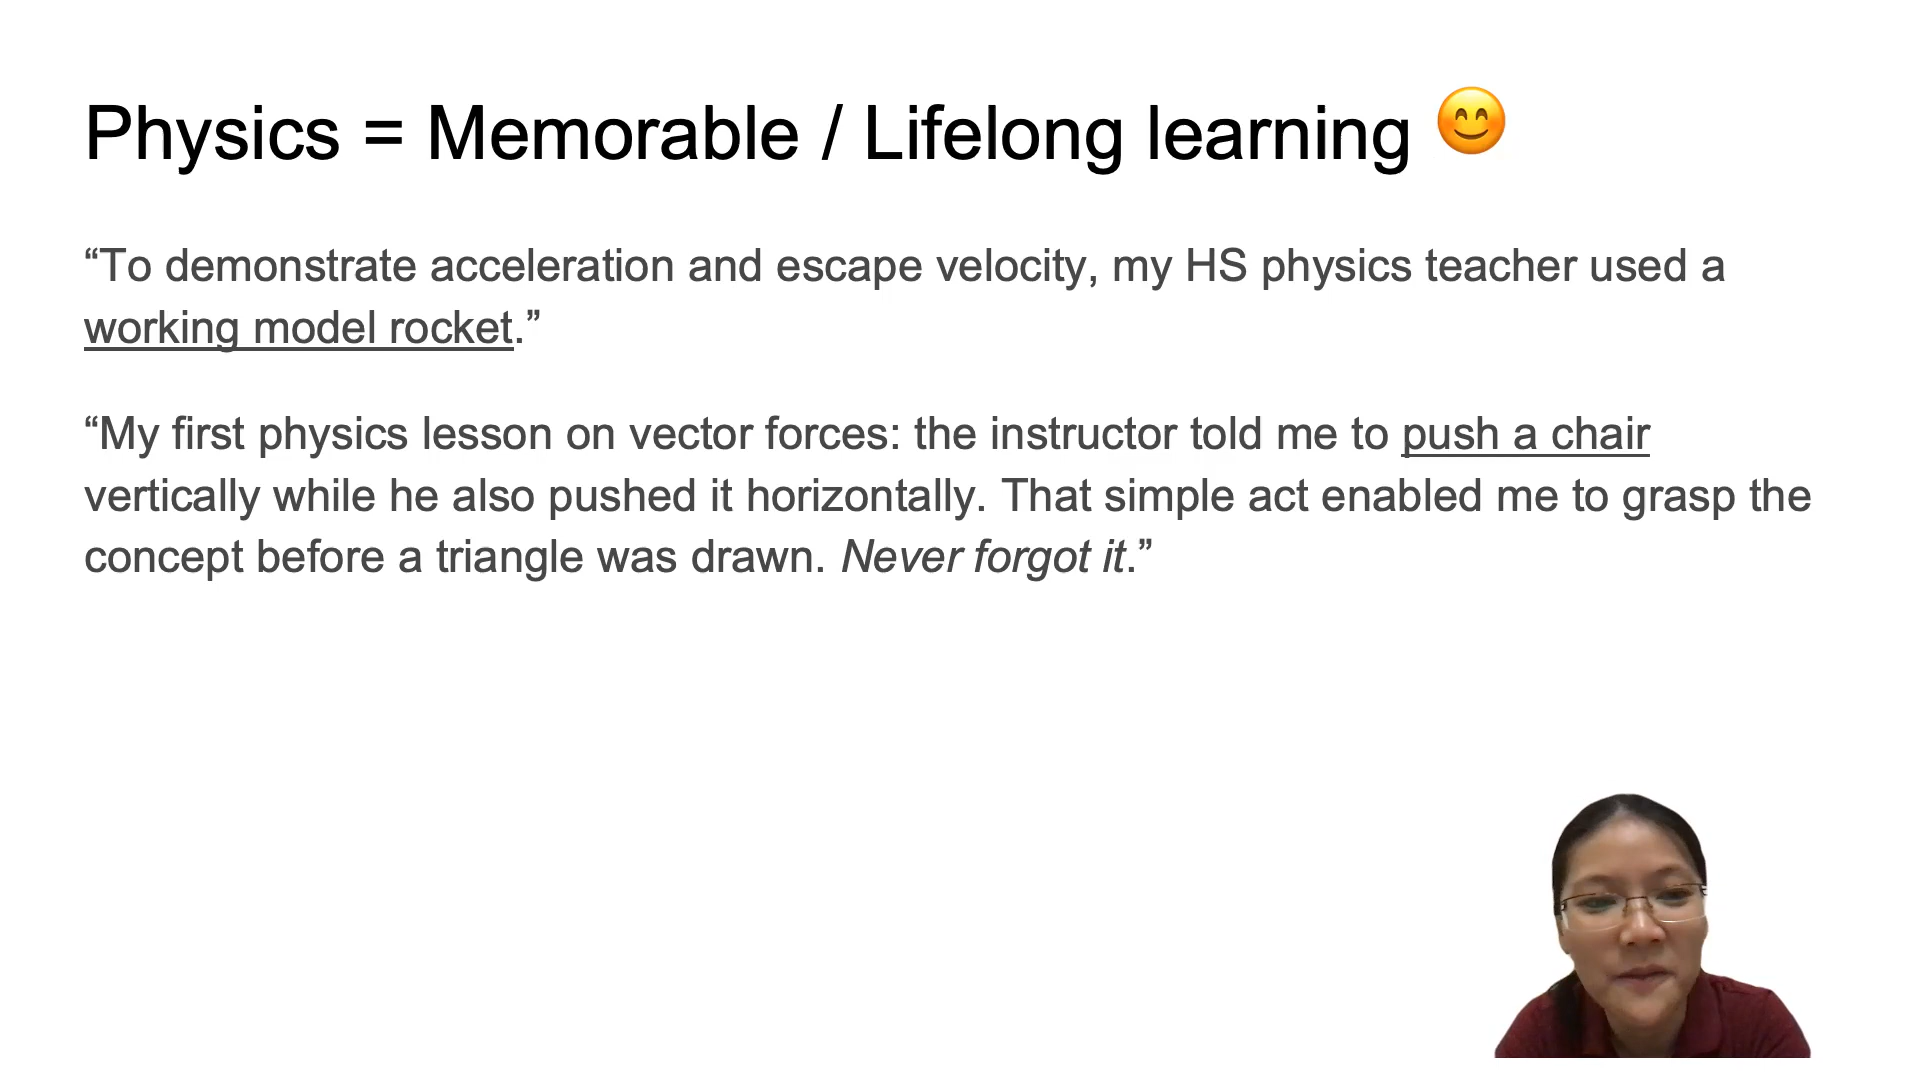 Physics = Memorable / Lifelong learning 😊
“To demonstrate acceleration and escape velocity, my HS physics teacher used a
working model rocket.”
“My first physics lesson on vector forces: the instructor told me to push a chair
vertically while he also pushed it horizontally. That simple act enabled me to grasp the
concept before a triangle was drawn. Never forgot it.”